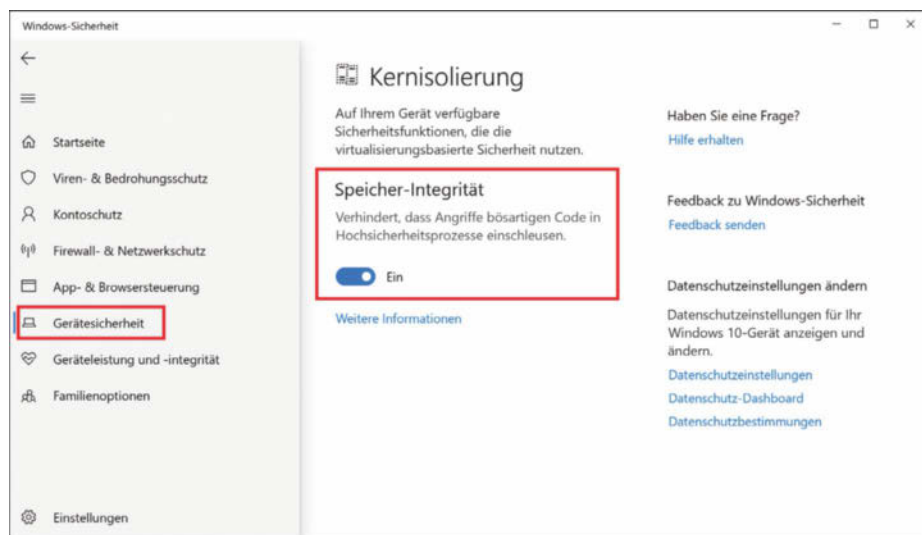 Windows-Sicherheit
Startseite
Viren- & Bedrohungsschutz
Kontoschutz
Firewall- & Netzwerkschutz
App- & Browsersteuerung
Gerätesicherheit
Geräteleistung und -integrität
Familienoptionen
Einstellungen
Kernisolierung
Auf Ihrem Gerät verfügbare
Sicherheitsfunktionen, die die
virtualisierungsbasierte Sicherheit nutzen.
Speicher-Integrität
Verhindert, dass Angriffe bösartigen Code in
Hochsicherheitsprozesse einschleusen.
Ein
Weitere Informationen
Haben Sie eine Frage?
Hilfe erhalten
Feedback zu Windows-Sicherheit
Feedback senden
Datenschutzeinstellungen ändern
Datenschutzeinstellungen für Ihr
Windows 10-Gerät anzeigen und
ändern.
Datenschutzeinstellungen
Datenschutz-Dashboard
Datenschutzbestimmungen